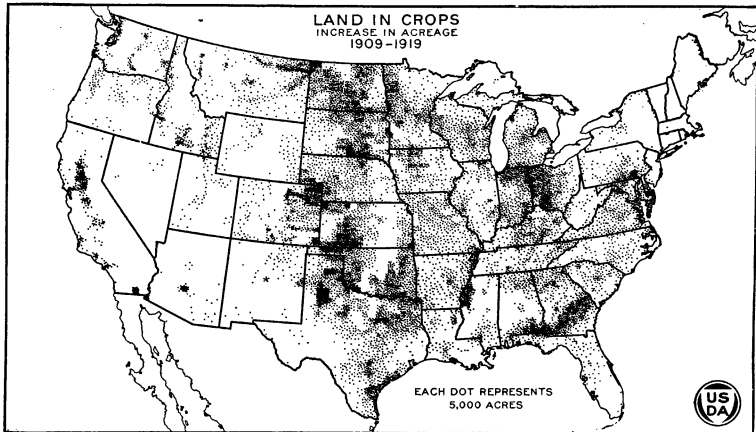 LAND IN CROPS
INCREASE IN ACREAGE
1909–1919
EACH DOT REPRESENTS
5,000 ACRES
US
DA